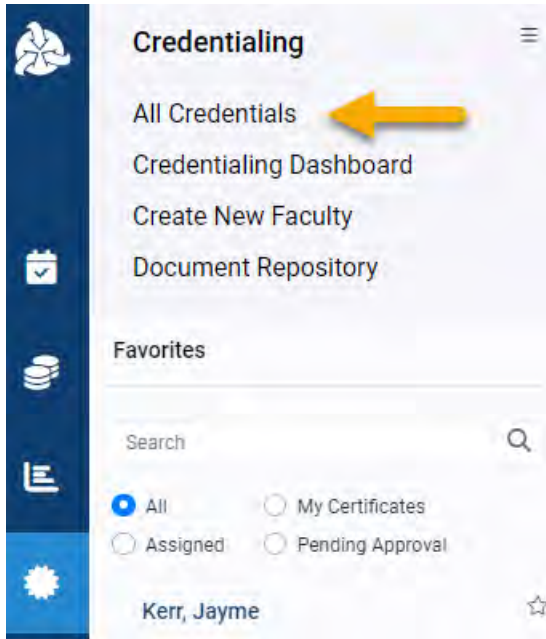 Credentialing
All Credentials
Credentialing Dashboard
Create New Faculty
Document Repository
Favorites
Search
All My Certificates
Assigned Pending Approval
Kerr, Jayme